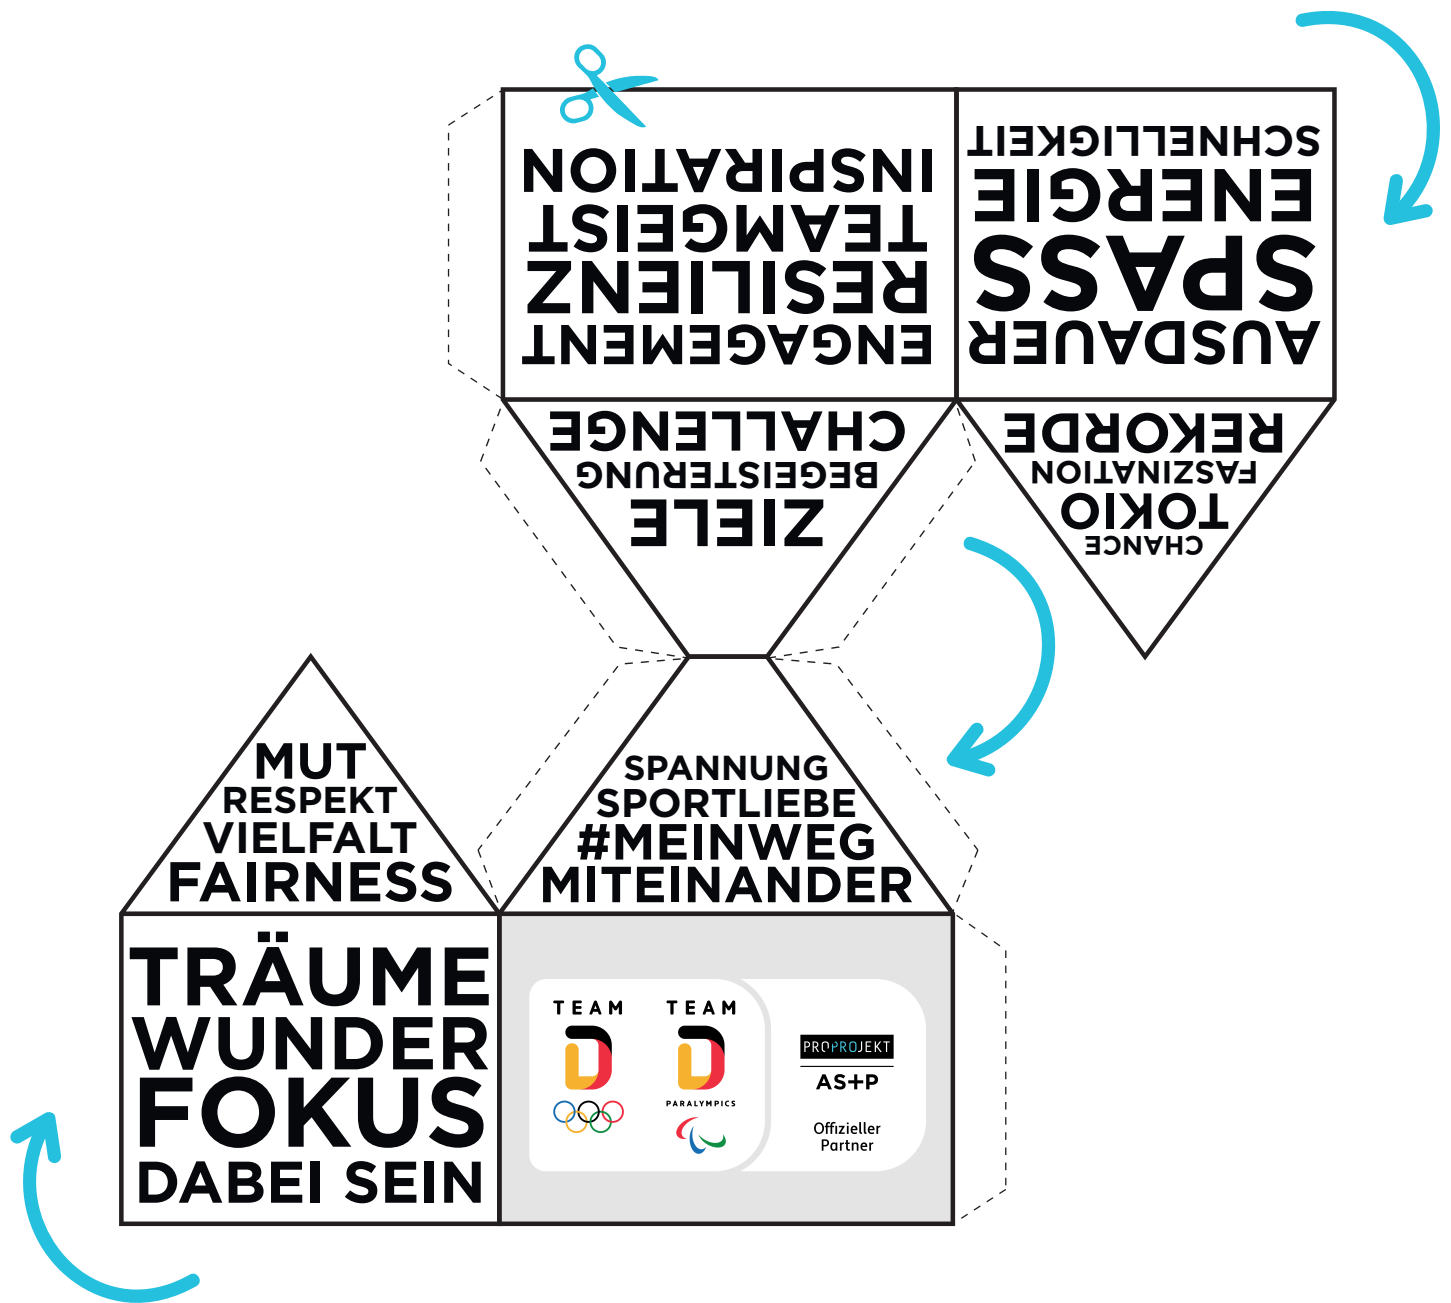 INSPIRATION
TEAMGEIST
RESILIENZ
ENGAGEMENT
SCHNELLIGKEIT
ENERGIE
SPASS
AUSDAUER
CHALLENGE
BEGEISTERUNG
ZIELE
REKORDE
FASZINATION
TOKIO
CHANCE
MUT
RESPEKT
VIELFALT
FAIRNESS
SPANNUNG
SPORTLIEBE
#MEINWEG
MITEINANDER
TRÄUME
WUNDER
FOKUS
DABEI SEIN
TEAM
D
TEAM
D
PARALYMPICS
PROPROJEKT
AS+P
Offizieller
Partner